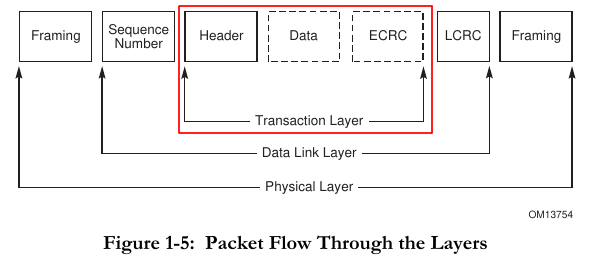 Framing
Sequence
Number
Header
Data
ECRC
LCRC
Framing
Transaction Layer
Data Link Layer
Physical Layer
OM13754
Figure 1-5: Packet Flow Through the Layers